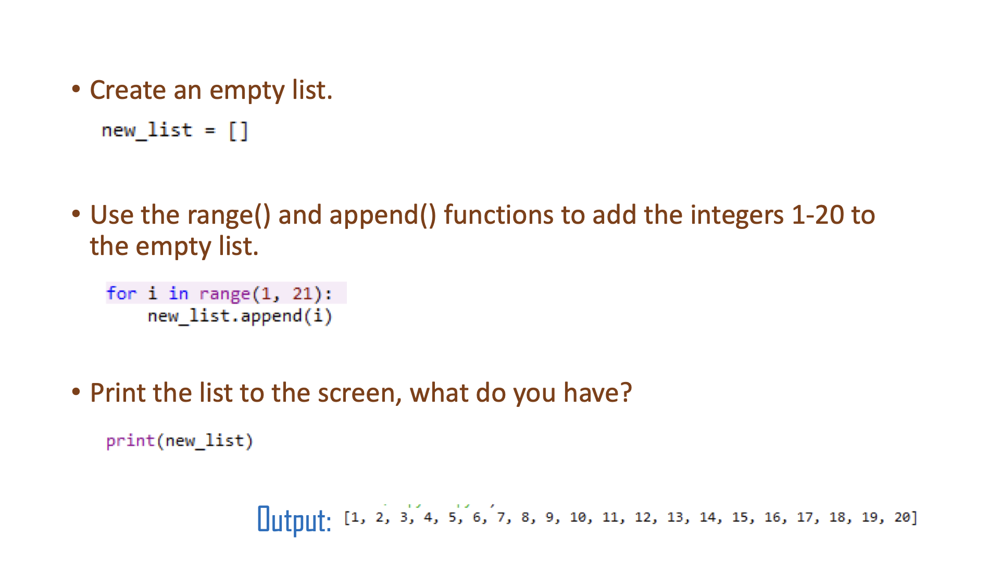 • Create an empty list.
new_list = []
• Use the range() and append() functions to add the integers 1-20 to
the empty list.
for i in range(1, 21):
    new_list.append(i)
• Print the list to the screen, what do you have?
print(new_list)
Output: [1, 2, 3, 4, 5, 6, 7, 8, 9, 10, 11, 12, 13, 14, 15, 16, 17, 18, 19, 20]